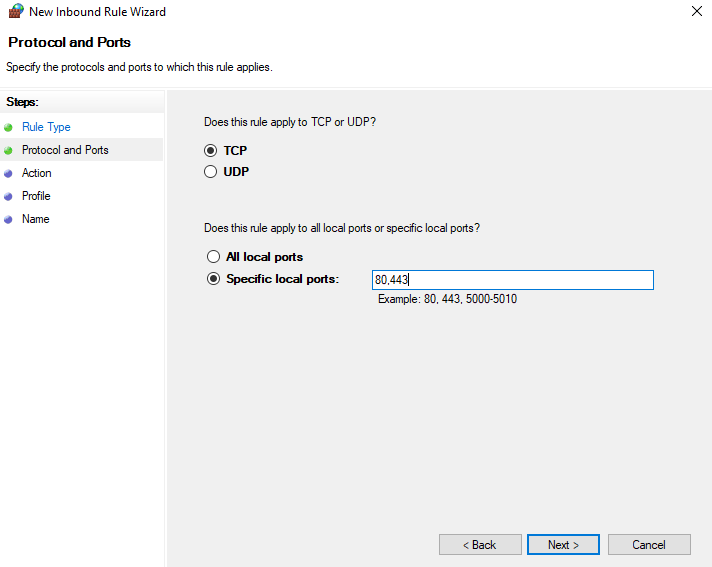 New Inbound Rule Wizard
Protocol and Ports
Specify the protocols and ports to which this rule applies.
Steps:
Rule Type
Protocol and Ports
Action
Profile
Name
Does this rule apply to TCP or UDP?
TCP
UDP
Does this rule apply to all local ports or specific local ports?
All local ports
Specific local ports:
80,443
Example: 80, 443, 5000-5010
< Back
Next >
Cancel